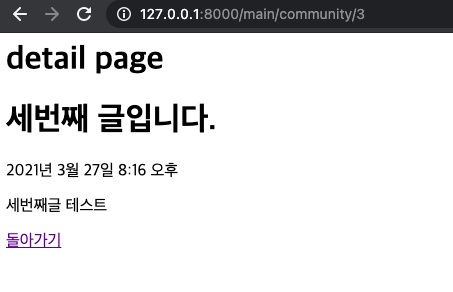 127.0.0.1:8000/main/community/3
detail page
세번째 글입니다.
2021년 3월 27일 8:16 오후
세번째글 테스트
돌아가기